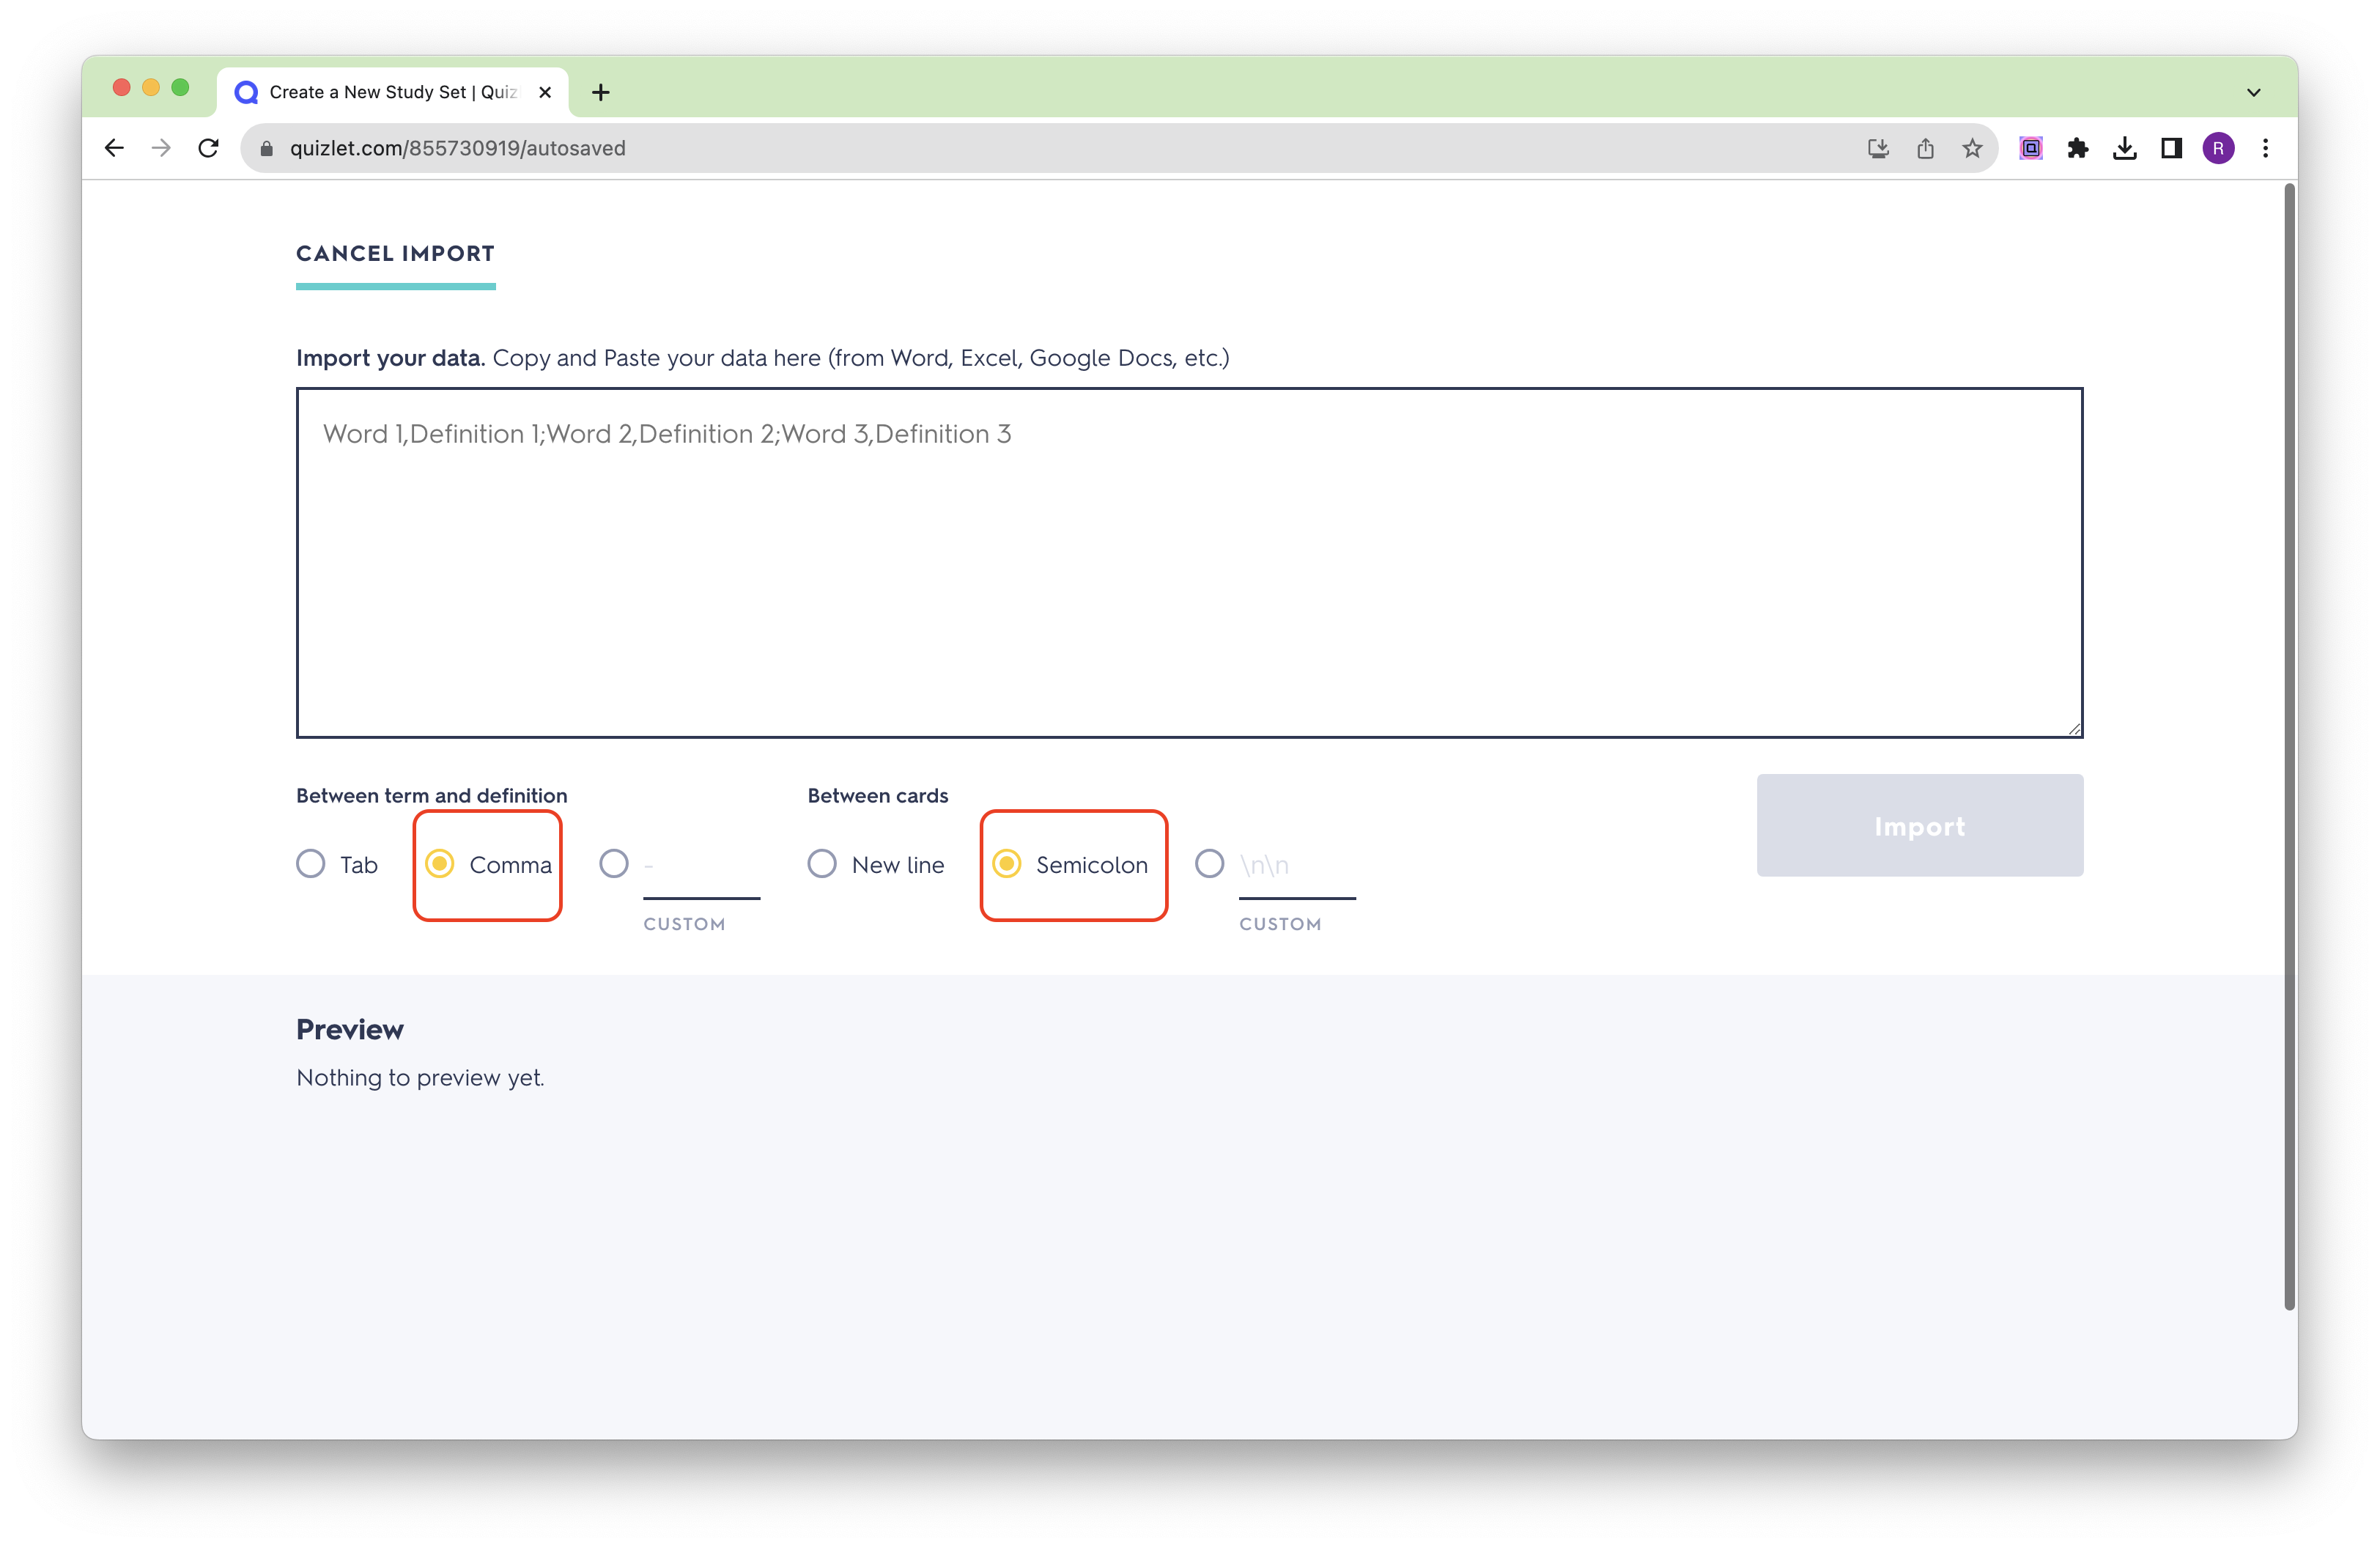 Create a New Study Set | Quiz
quizlet.com/855730919/autosaved
R
CANCEL IMPORT
Import your data. Copy and Paste your data here (from Word, Excel, Google Docs, etc.)
Word 1,Definition 1;Word 2,Definition 2;Word 3,Definition 3
Between term and definition
Between cards
Tab
Comma
-
New line
Semicolon
\n\n
Import
CUSTOM
CUSTOM
Preview
Nothing to preview yet.